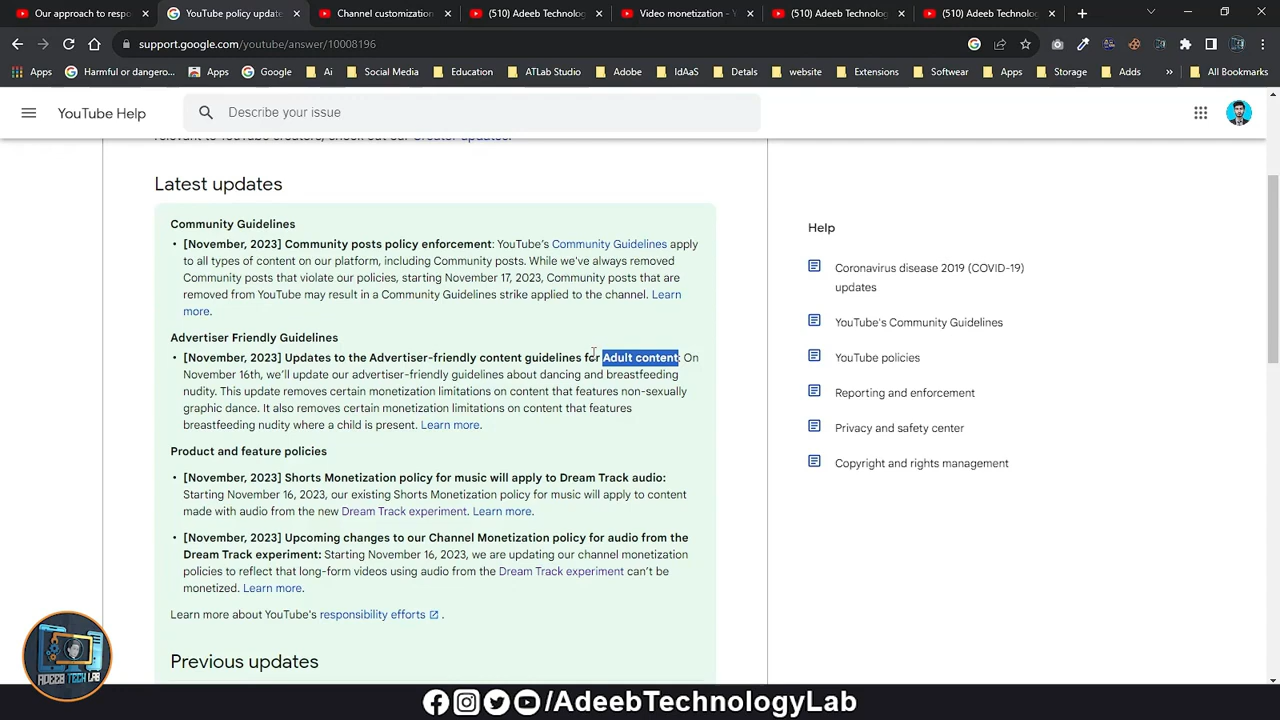 Our approach to respo
YouTube policy update
Channel customization
(510) Adeeb Technology
Video monetization - Y
(510) Adeeb Technolog
(510) Adeeb Technolog
support.google.com/youtube/answer/10008196
Apps
Harmful or dangero...
Apps
Google
Ai
Social Media
Education
ATLab Studio
Adobe
IdAaS
Detals
website
Extensions
Softwear
Apps
Storage
Adds
»
All Bookmarks
YouTube Help
Describe your issue
Latest updates
Community Guidelines
• [November, 2023] Community posts policy enforcement: YouTube's Community Guidelines apply
to all types of content on our platform, including Community posts. While we've always removed
Community posts that violate our policies, starting November 17, 2023, Community posts that are
removed from YouTube may result in a Community Guidelines strike applied to the channel. Learn
more.
Advertiser Friendly Guidelines
• [November, 2023] Updates to the Advertiser-friendly content guidelines for Adult content: On
November 16th, we'll update our advertiser-friendly guidelines about dancing and breastfeeding
nudity. This update removes certain monetization limitations on content that features non-sexually
graphic dance. It also removes certain monetization limitations on content that features
breastfeeding nudity where a child is present. Learn more.
Product and feature policies
• [November, 2023] Shorts Monetization policy for music will apply to Dream Track audio:
Starting November 16, 2023, our existing Shorts Monetization policy for music will apply to content
made with audio from the new Dream Track experiment. Learn more.
• [November, 2023] Upcoming changes to our Channel Monetization policy for audio from the
Dream Track experiment: Starting November 16, 2023, we are updating our channel monetization
policies to reflect that long-form videos using audio from the Dream Track experiment can't be
monetized. Learn more.
Learn more about YouTube's responsibility efforts .
Previous updates
Help
Coronavirus disease 2019 (COVID-19)
updates
YouTube's Community Guidelines
YouTube policies
Reporting and enforcement
Privacy and safety center
Copyright and rights management
ADEEB TECH LAB
/AdeebTechnologyLab